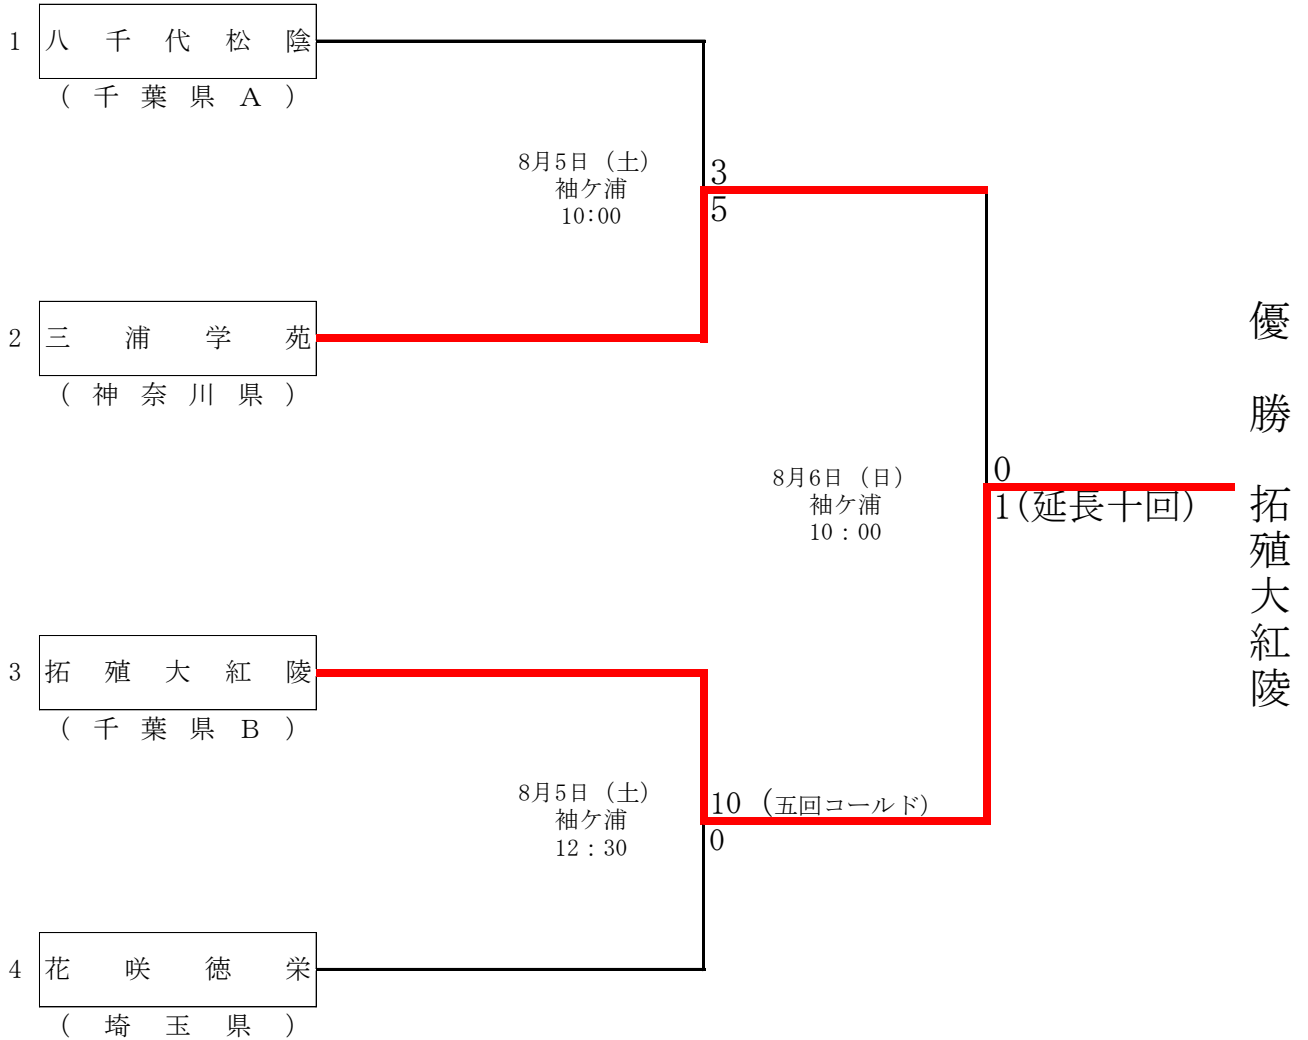 1 八千代松陰
(千葉県A)
8月5日（土）
袖ケ浦
10:00
3
5
2 三浦学苑
(神奈川県)
8月6日（日）
袖ケ浦
10：00
0
1(延長十回)
優勝 拓殖大紅陵
3 拓殖大紅陵
(千葉県B)
8月5日（土）
袖ケ浦
12：30
10（五回コールド）
0
4 花咲徳栄
(埼玉県)